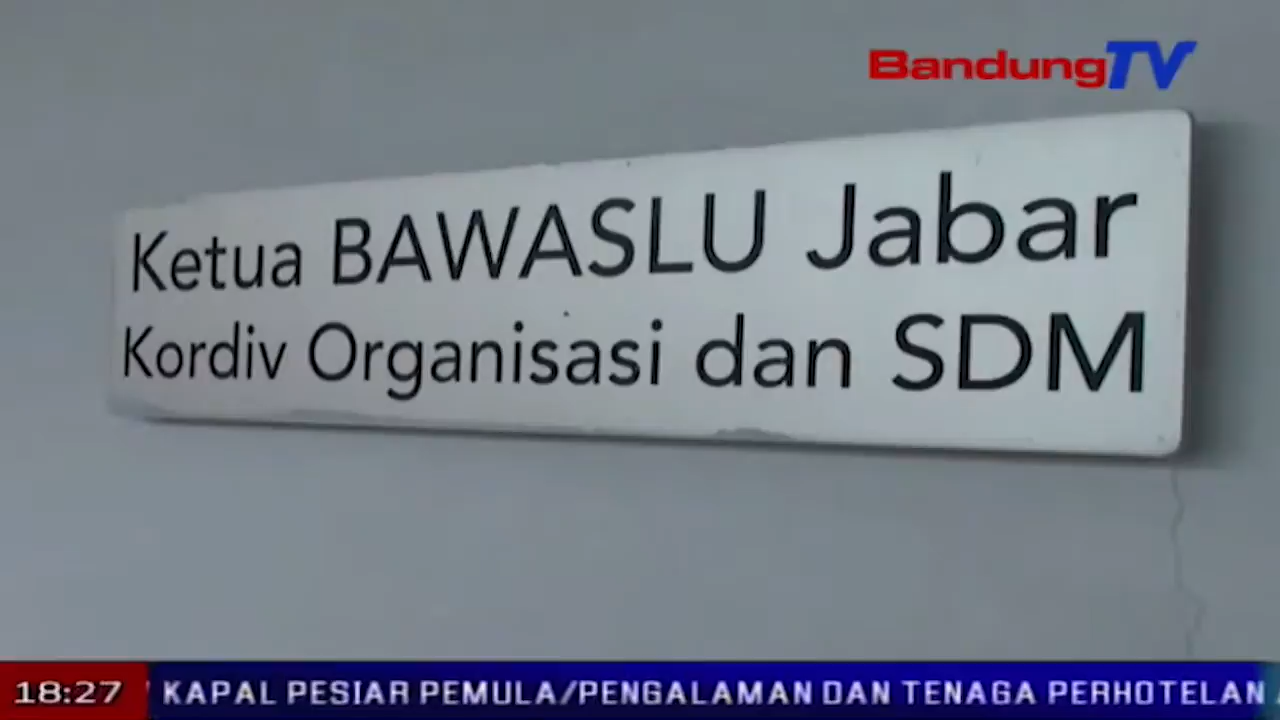 BandungTV
Ketua BAWASLU Jabar
Kordiv Organisasi dan SDM
18:27
KAPAL PESIAR PEMULA/PENGALAMAN DAN TENAGA PERHOTELAN